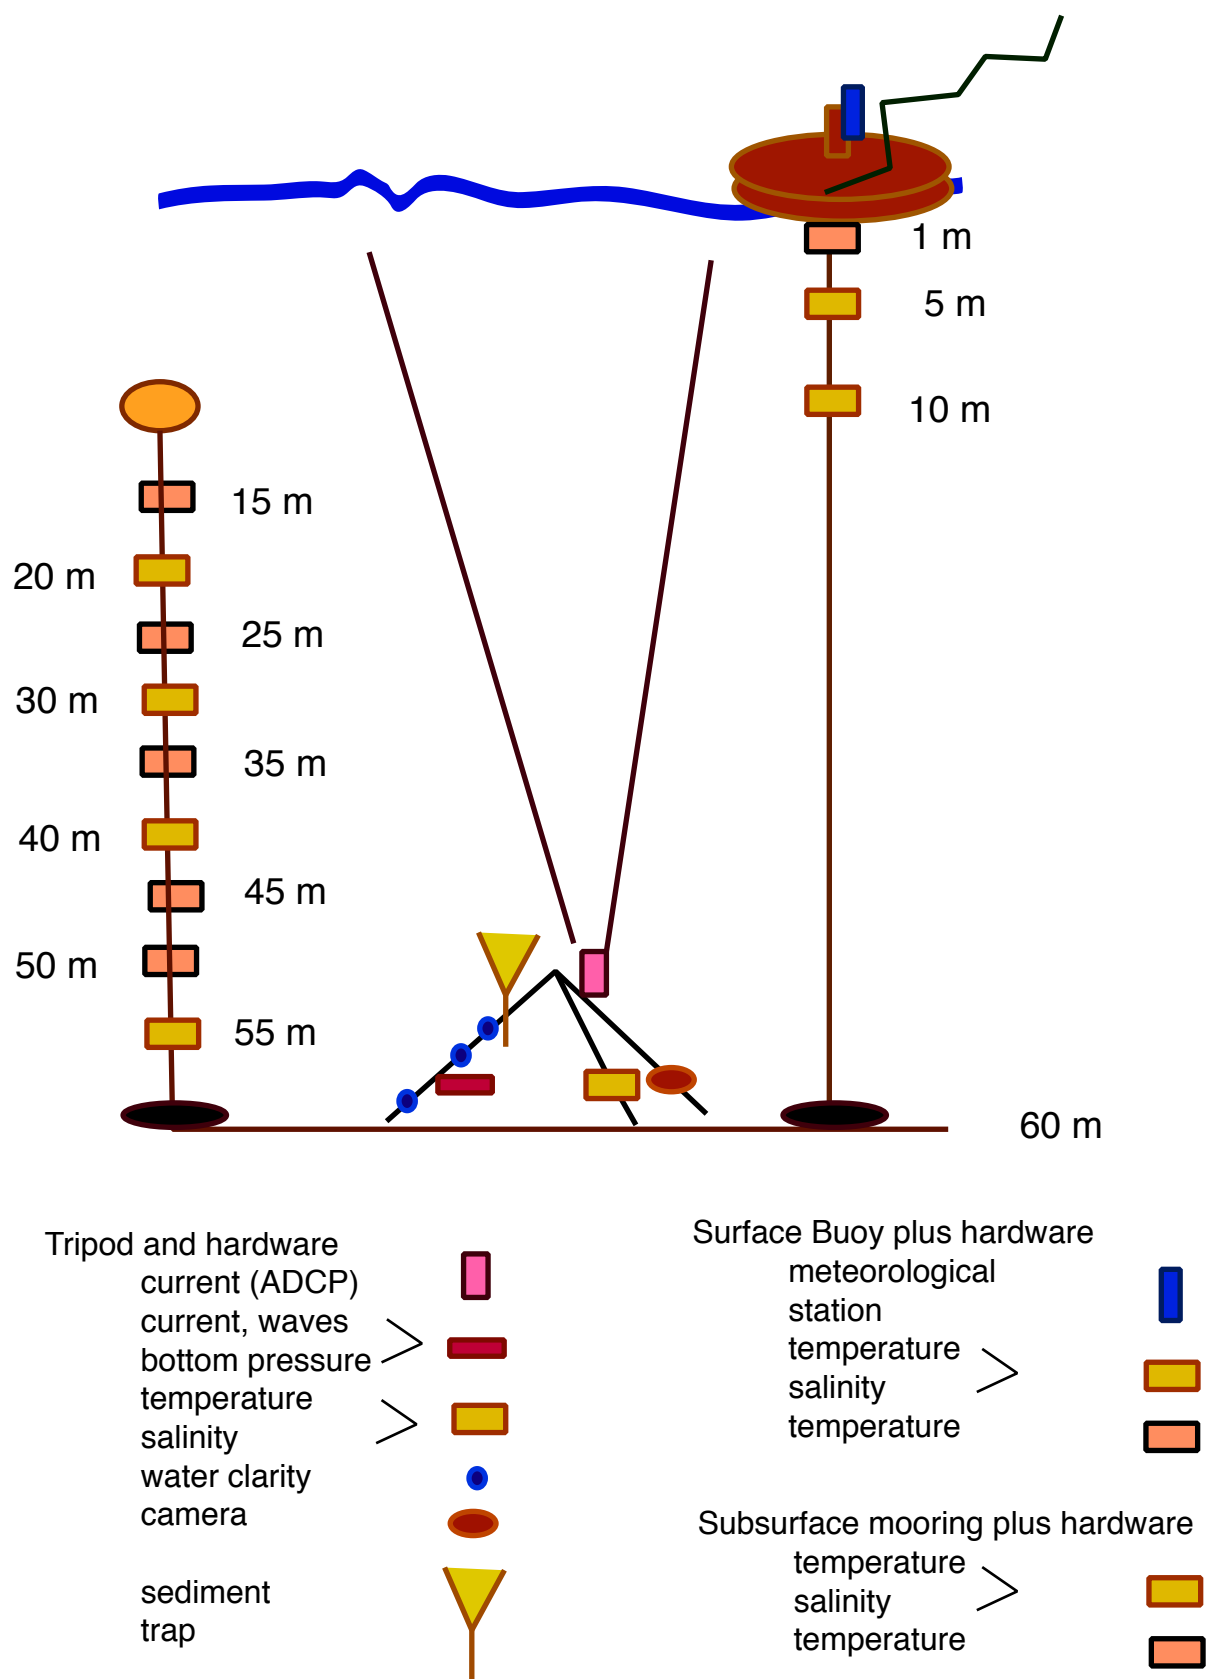 1 m
5 m
10 m
15 m
20 m
25 m
30 m
35 m
40 m
45 m
50 m
55 m
60 m
Tripod and hardware
current (ADCP)
current, waves
bottom pressure
temperature
salinity
water clarity
camera
sediment
trap
Surface Buoy plus hardware
meteorological
station
temperature
salinity
temperature
Subsurface mooring plus hardware
temperature
salinity
temperature